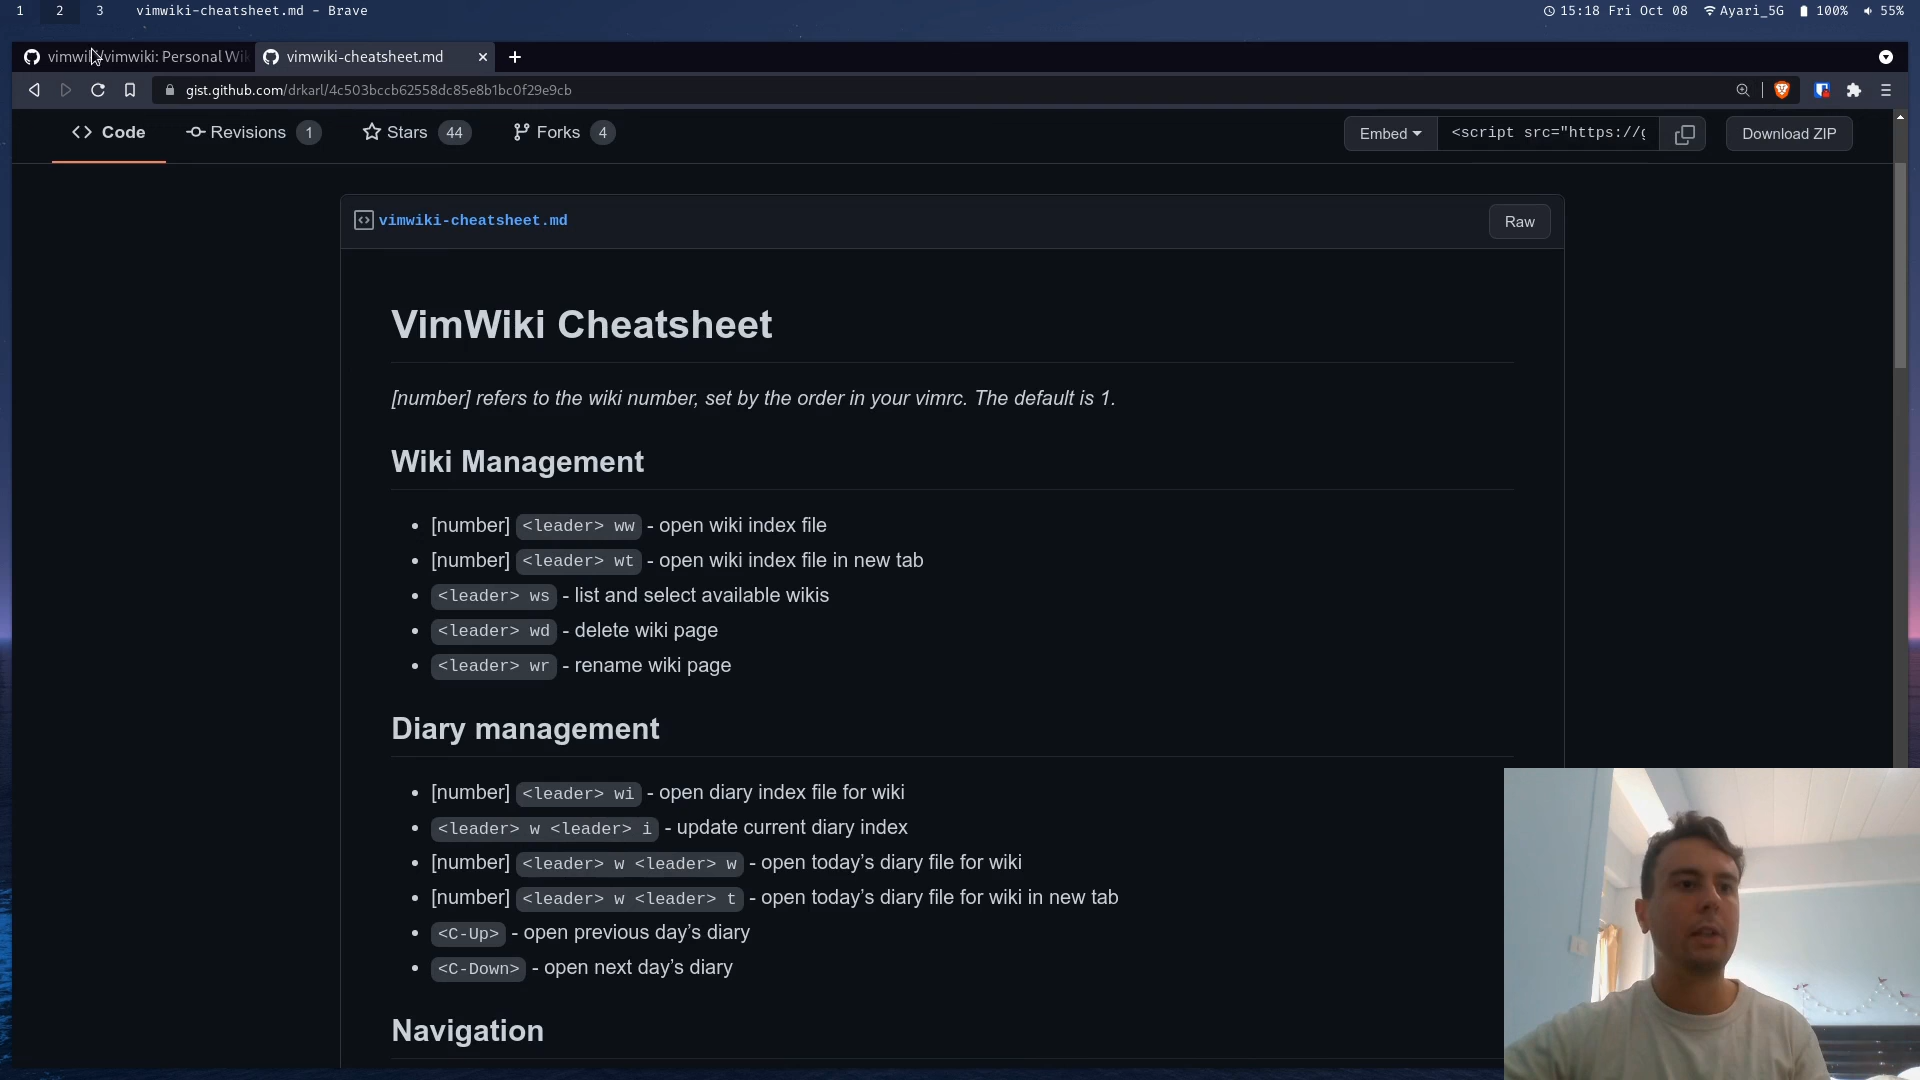 1 2 3 vimwiki-cheatsheet.md - Brave 15:18 Fri Oct 08 Ayari_5G 100% 55%
vimwiki/vimwiki: Personal Wik vimwiki-cheatsheet.md
gist.github.com/drkarl/4c503bccb62558dc85e8b1bc0f29e9cb
Code Revisions 1 Stars 44 Forks 4 Embed <script src="https://g Download ZIP
vimwiki-cheatsheet.md Raw
VimWiki Cheatsheet
[number] refers to the wiki number, set by the order in your vimrc. The default is 1.
Wiki Management
• [number] <leader> ww - open wiki index file
• [number] <leader> wt - open wiki index file in new tab
• <leader> ws - list and select available wikis
• <leader> wd - delete wiki page
• <leader> wr - rename wiki page
Diary management
• [number] <leader> wi - open diary index file for wiki
• <leader> w <leader> i - update current diary index
• [number] <leader> w <leader> w - open today’s diary file for wiki
• [number] <leader> w <leader> t - open today’s diary file for wiki in new tab
• <C-Up> - open previous day’s diary
• <C-Down> - open next day’s diary
Navigation